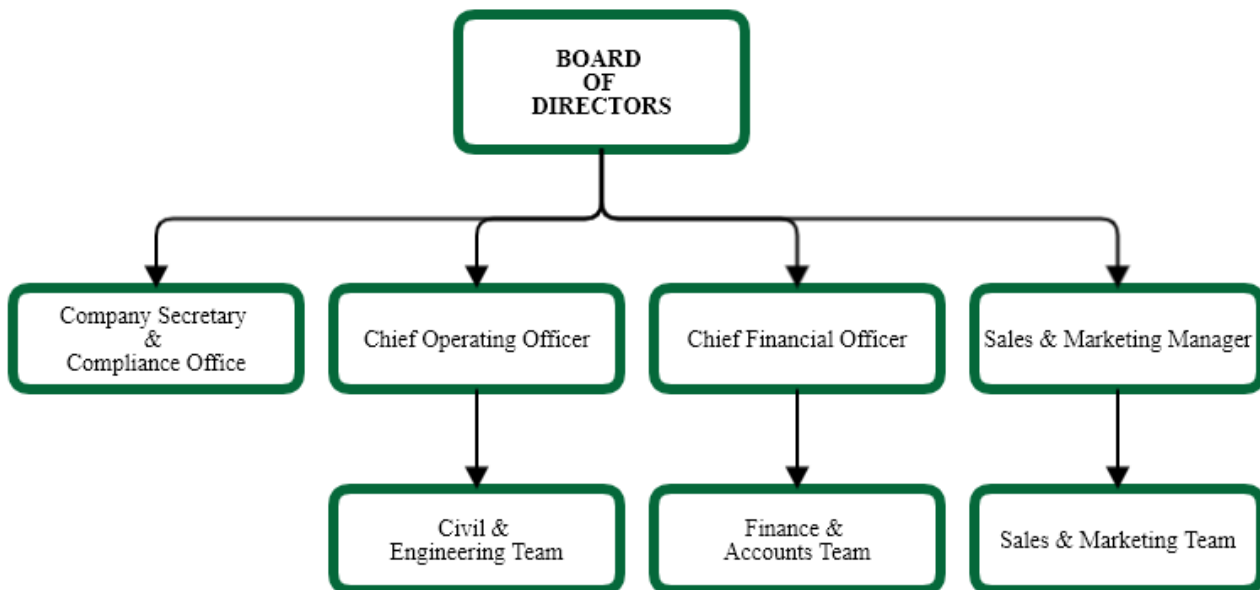 BOARD
OF
DIRECTORS
Company Secretary
&
Compliance Office
Chief Operating Officer
Chief Financial Officer
Sales & Marketing Manager
Civil &
Engineering Team
Finance &
Accounts Team
Sales & Marketing Team